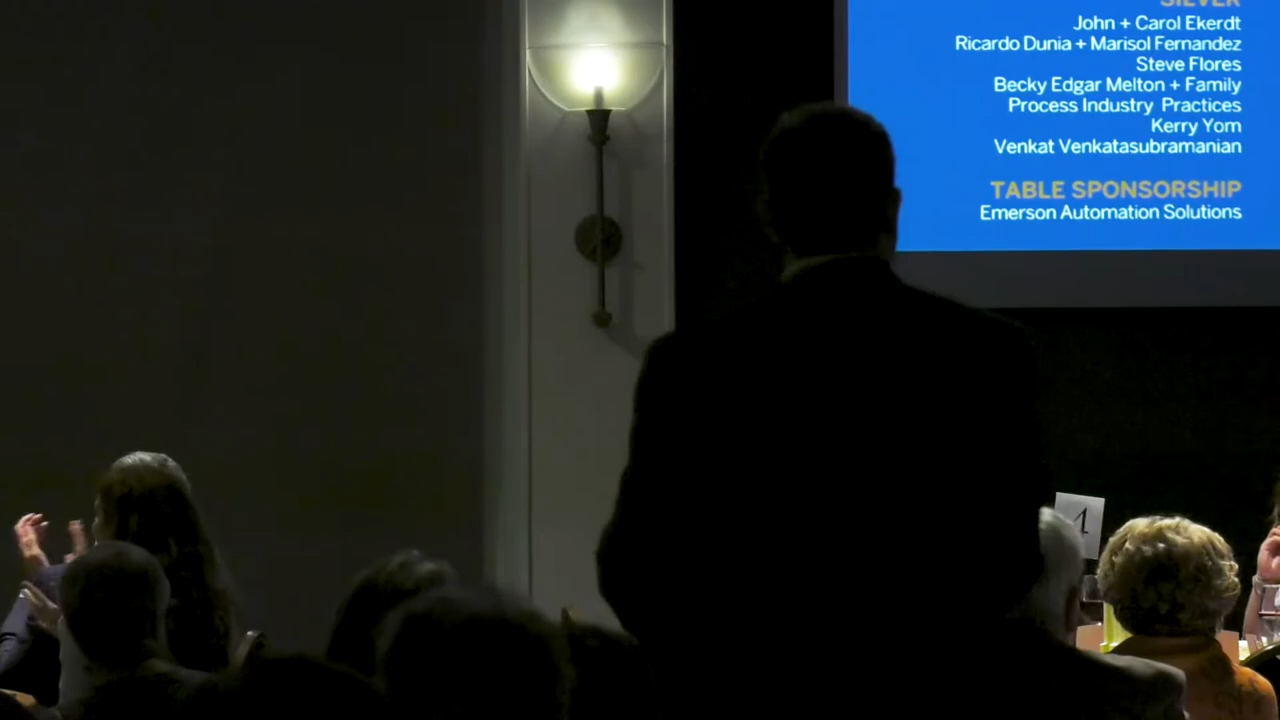 SILVER
John + Carol Ekerdt
Ricardo Dunia + Marisol Fernandez
Steve Flores
Becky Edgar Melton + Family
Process Industry Practices
Kerry Yom
Venkat Venkatasubramanian
TABLE SPONSORSHIP
Emerson Automation Solutions
4